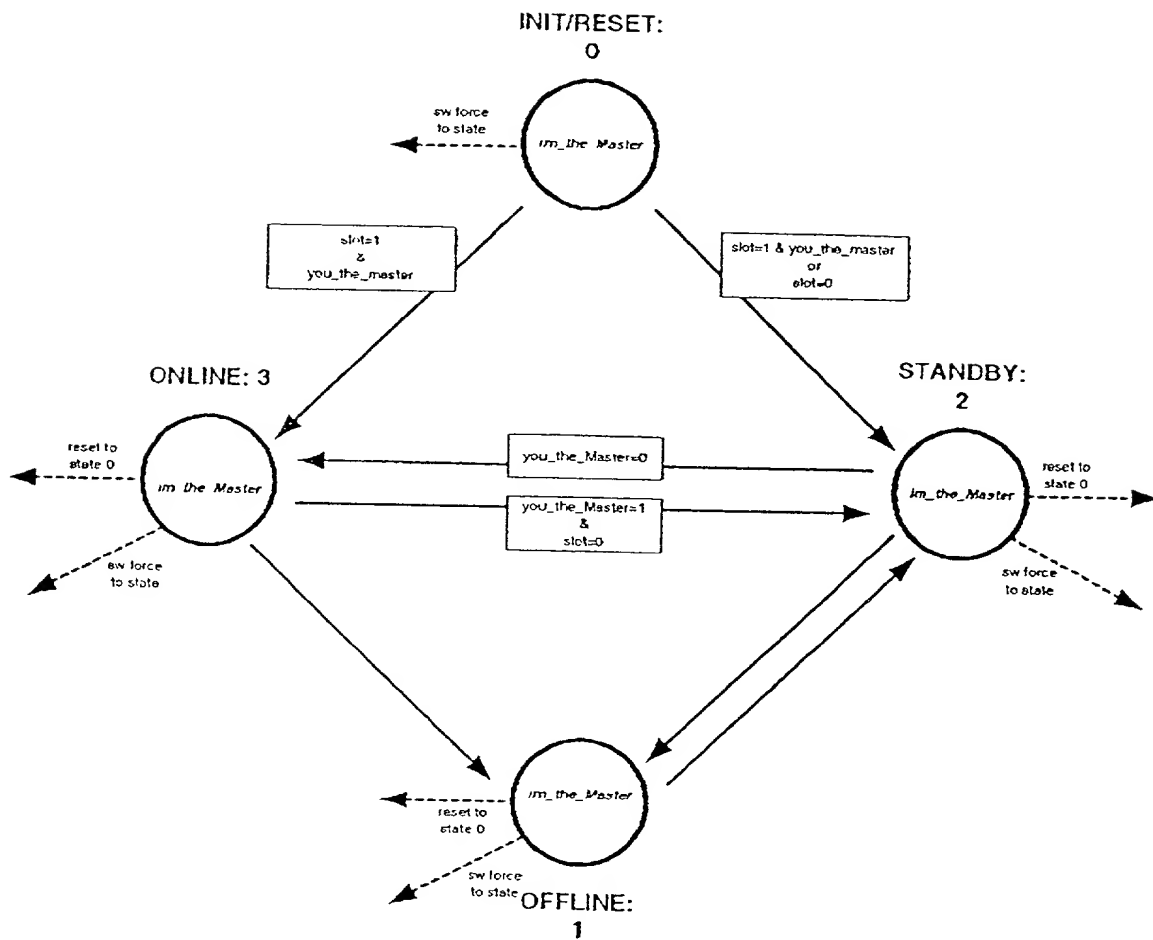 INIT/RESET:
0
sw force
to state
im_the_Master
slot=1
&
you_the_master
slot=1 & you_the_master
or
slot=0
ONLINE: 3
STANDBY:
2
reset to
state 0
im_the_Master
you_the_Master=0
you_the_Master=1
&
slot=0
im_the_Master
reset to
state 0
sw force
to state
sw force
to state
im_the_Master
reset to
state 0
sw force
to state
OFFLINE:
1